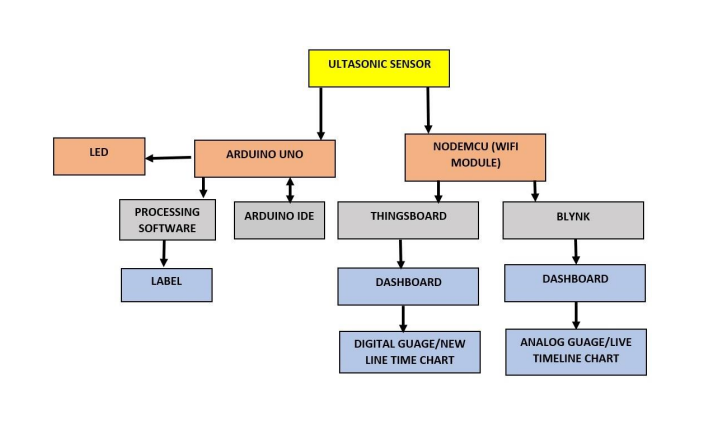 ULTASONIC SENSOR
LED
ARDUINO UNO
NODEMCU (WIFI
MODULE)
PROCESSING
SOFTWARE
ARDUINO IDE
THINGSBOARD
BLYNK
LABEL
DASHBOARD
DASHBOARD
DIGITAL GUAGE/NEW
LINE TIME CHART
ANALOG GUAGE/LIVE
TIMELINE CHART